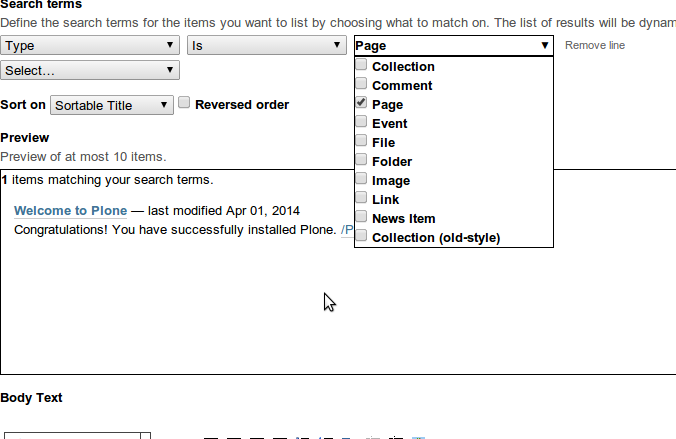 Search terms
Define the search terms for the items you want to list by choosing what to match on. The list of results will be dynam
Type Is Page Remove line
Select...
Collection
Comment
Page
Event
File
Folder
Image
Link
News Item
Collection (old-style)
Sort on Sortable Title Reversed order
Preview
Preview of at most 10 items.
1 items matching your search terms.
Welcome to Plone — last modified Apr 01, 2014
Congratulations! You have successfully installed Plone. /P
Body Text